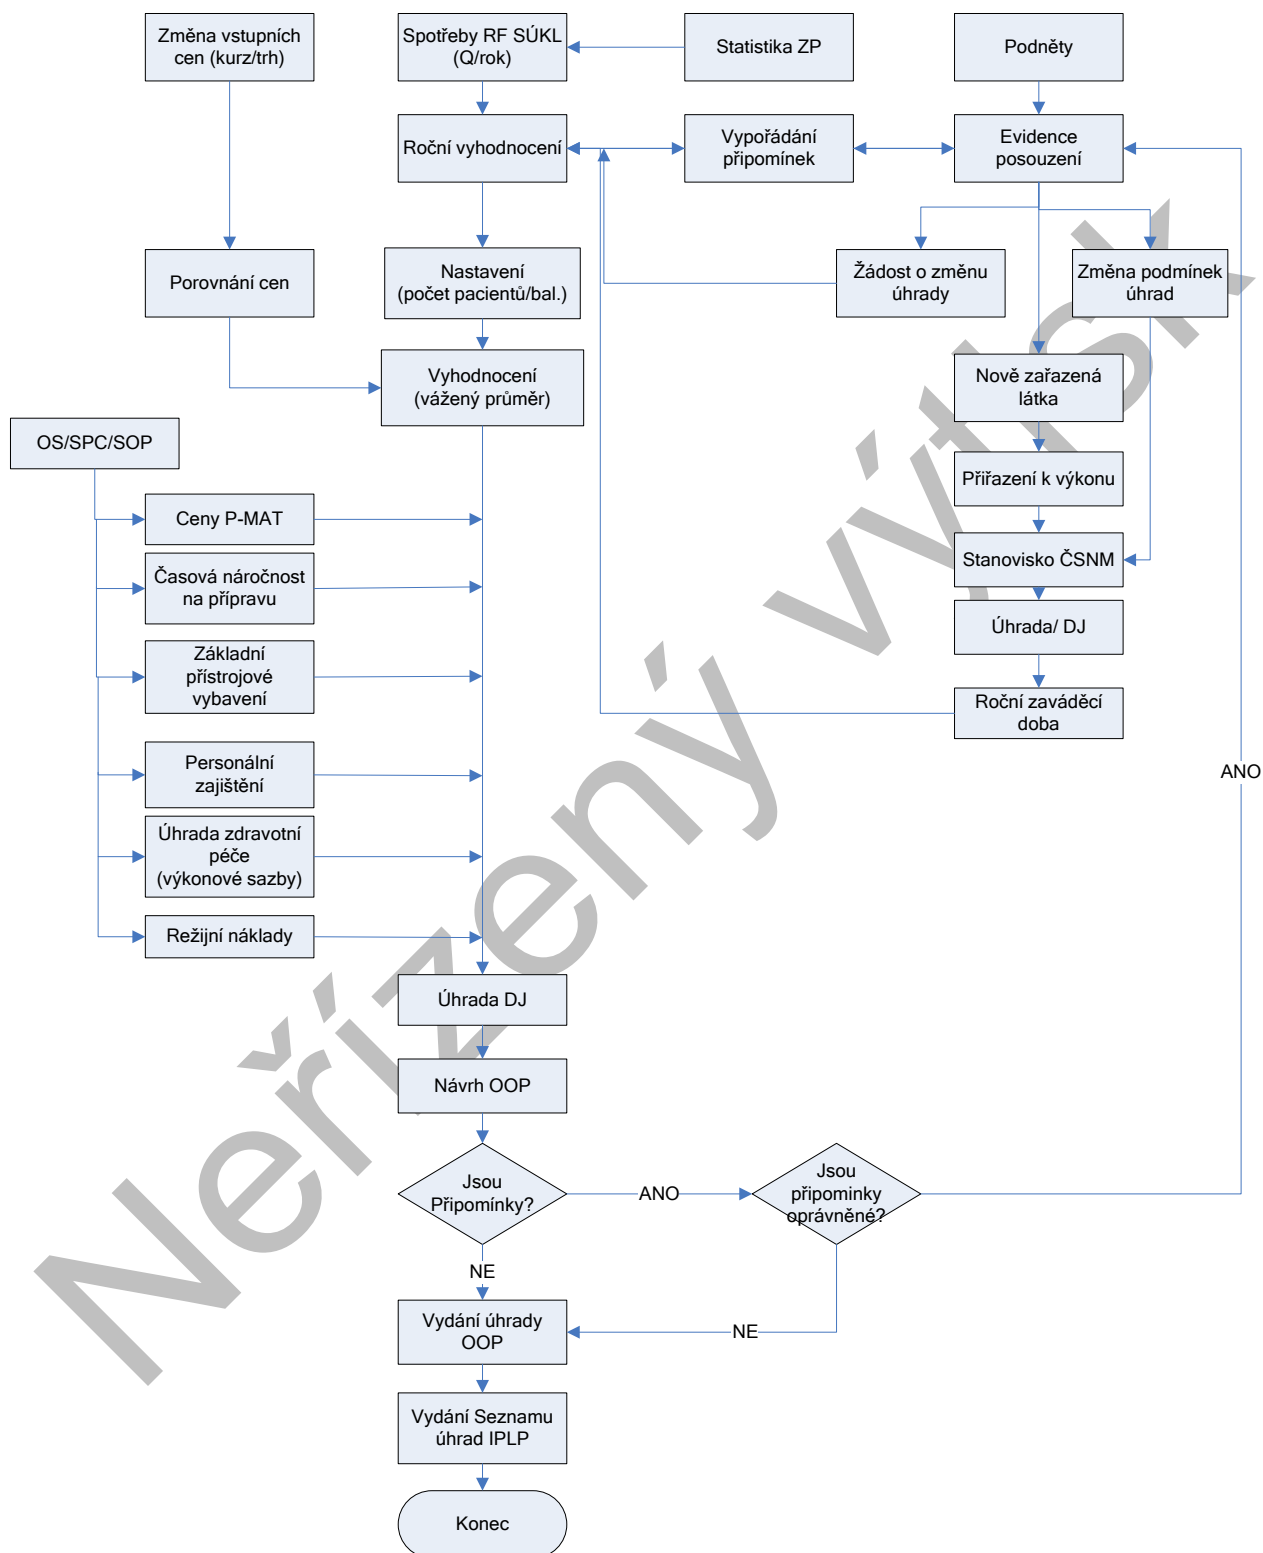 Změna vstupních
cen (kurz/trh)
Spotřeby RF SÚKL
(Q/rok)
Statistika ZP
Podněty
Roční vyhodnocení
Vypořádání
připomínek
Evidence
posouzení
Porovnání cen
Nastavení
(počet pacientů/bal.)
Žádost o změnu
úhrady
Změna podmínek
úhrad
Vyhodnocení
(vážený průměr)
Nově zařazená
látka
OS/SPC/SOP
Přiřazení k výkonu
Ceny P-MAT
Stanovisko ČSNM
Časová náročnost
na přípravu
Úhrada/ DJ
Základní
přístrojové
vybavení
Roční zaváděcí
doba
Personální
zajištění
ANO
Úhrada zdravotní
péče
(výkonové sazby)
Režijní náklady
Úhrada DJ
Návrh OOP
Jsou
Připomínky?
ANO
Jsou
připominky
oprávněné?
NE
Vydání úhrady
OOP
NE
Vydání Seznamu
úhrad IPLP
Konec
Neřízený výtisk